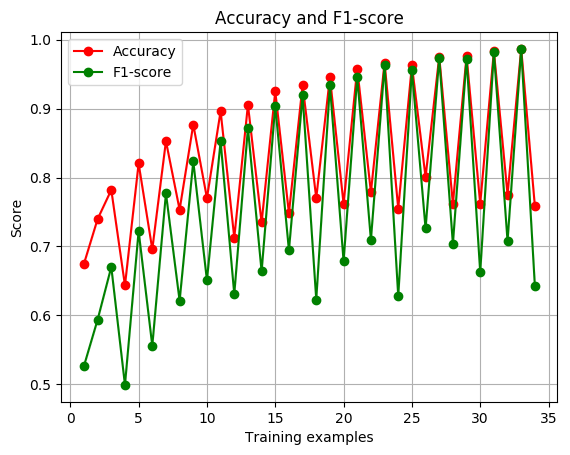 Accuracy and F1-score
Accuracy
F1-score
1.0
0.9
0.8
0.7
0.6
0.5
Score
0 5 10 15 20 25 30 35
Training examples